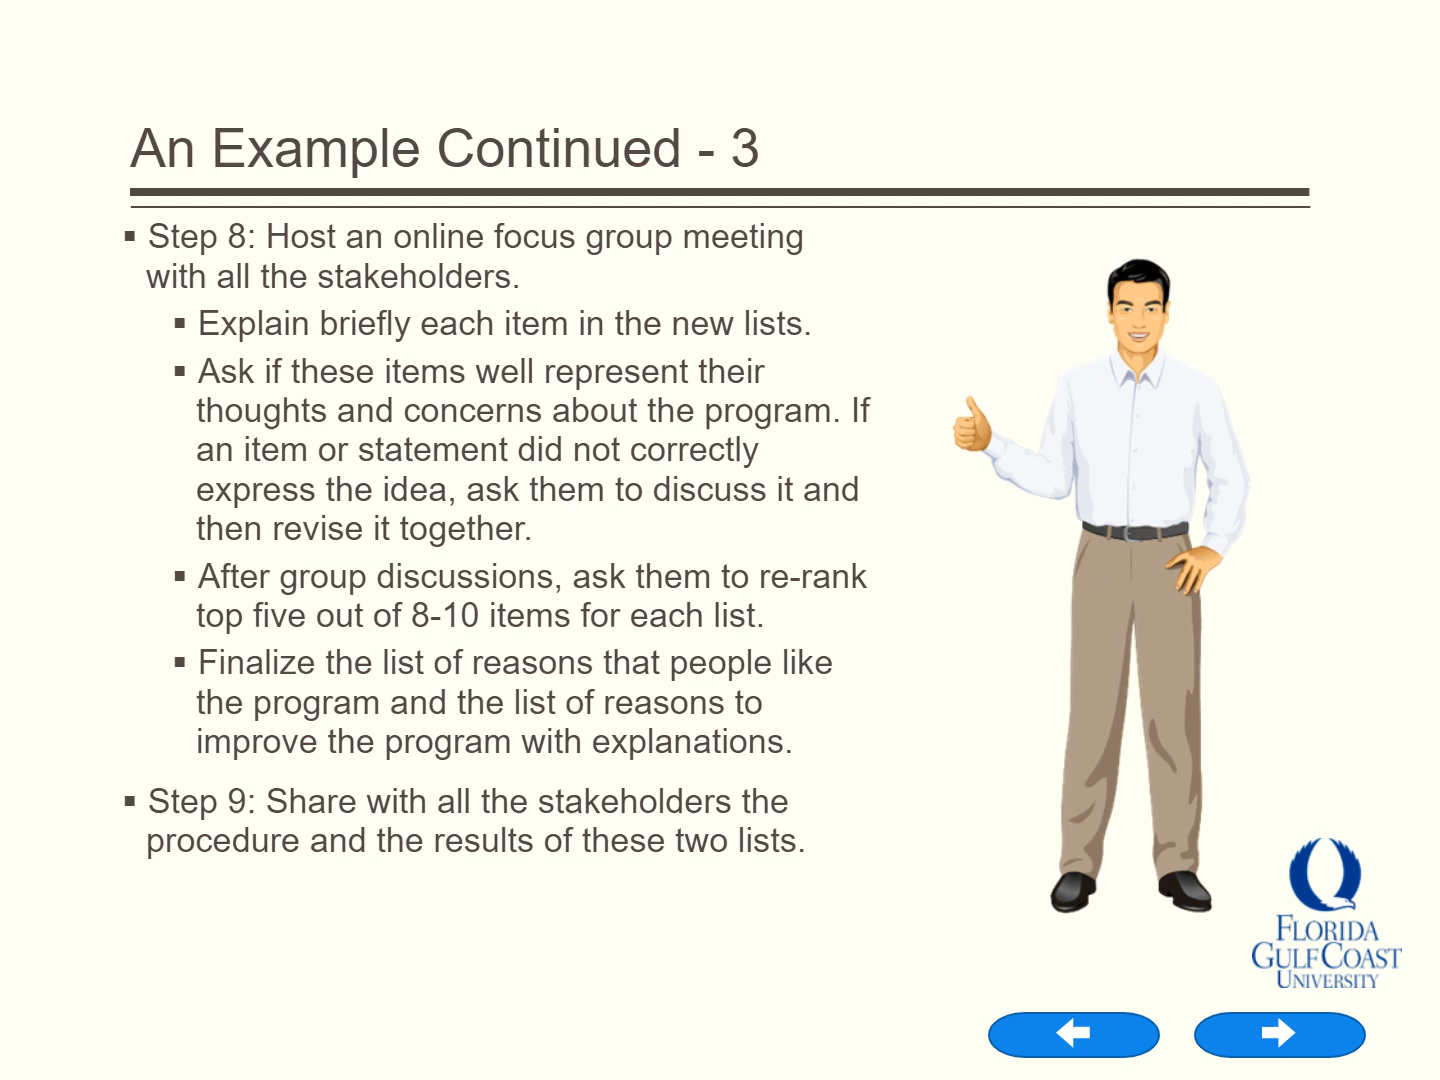 An Example Continued - 3
▪ Step 8: Host an online focus group meeting
with all the stakeholders.
▪ Explain briefly each item in the new lists.
▪ Ask if these items well represent their
thoughts and concerns about the program. If
an item or statement did not correctly
express the idea, ask them to discuss it and
then revise it together.
▪ After group discussions, ask them to re-rank
top five out of 8-10 items for each list.
▪ Finalize the list of reasons that people like
the program and the list of reasons to
improve the program with explanations.
▪ Step 9: Share with all the stakeholders the
procedure and the results of these two lists.
FLORIDA
GULF COAST
UNIVERSITY